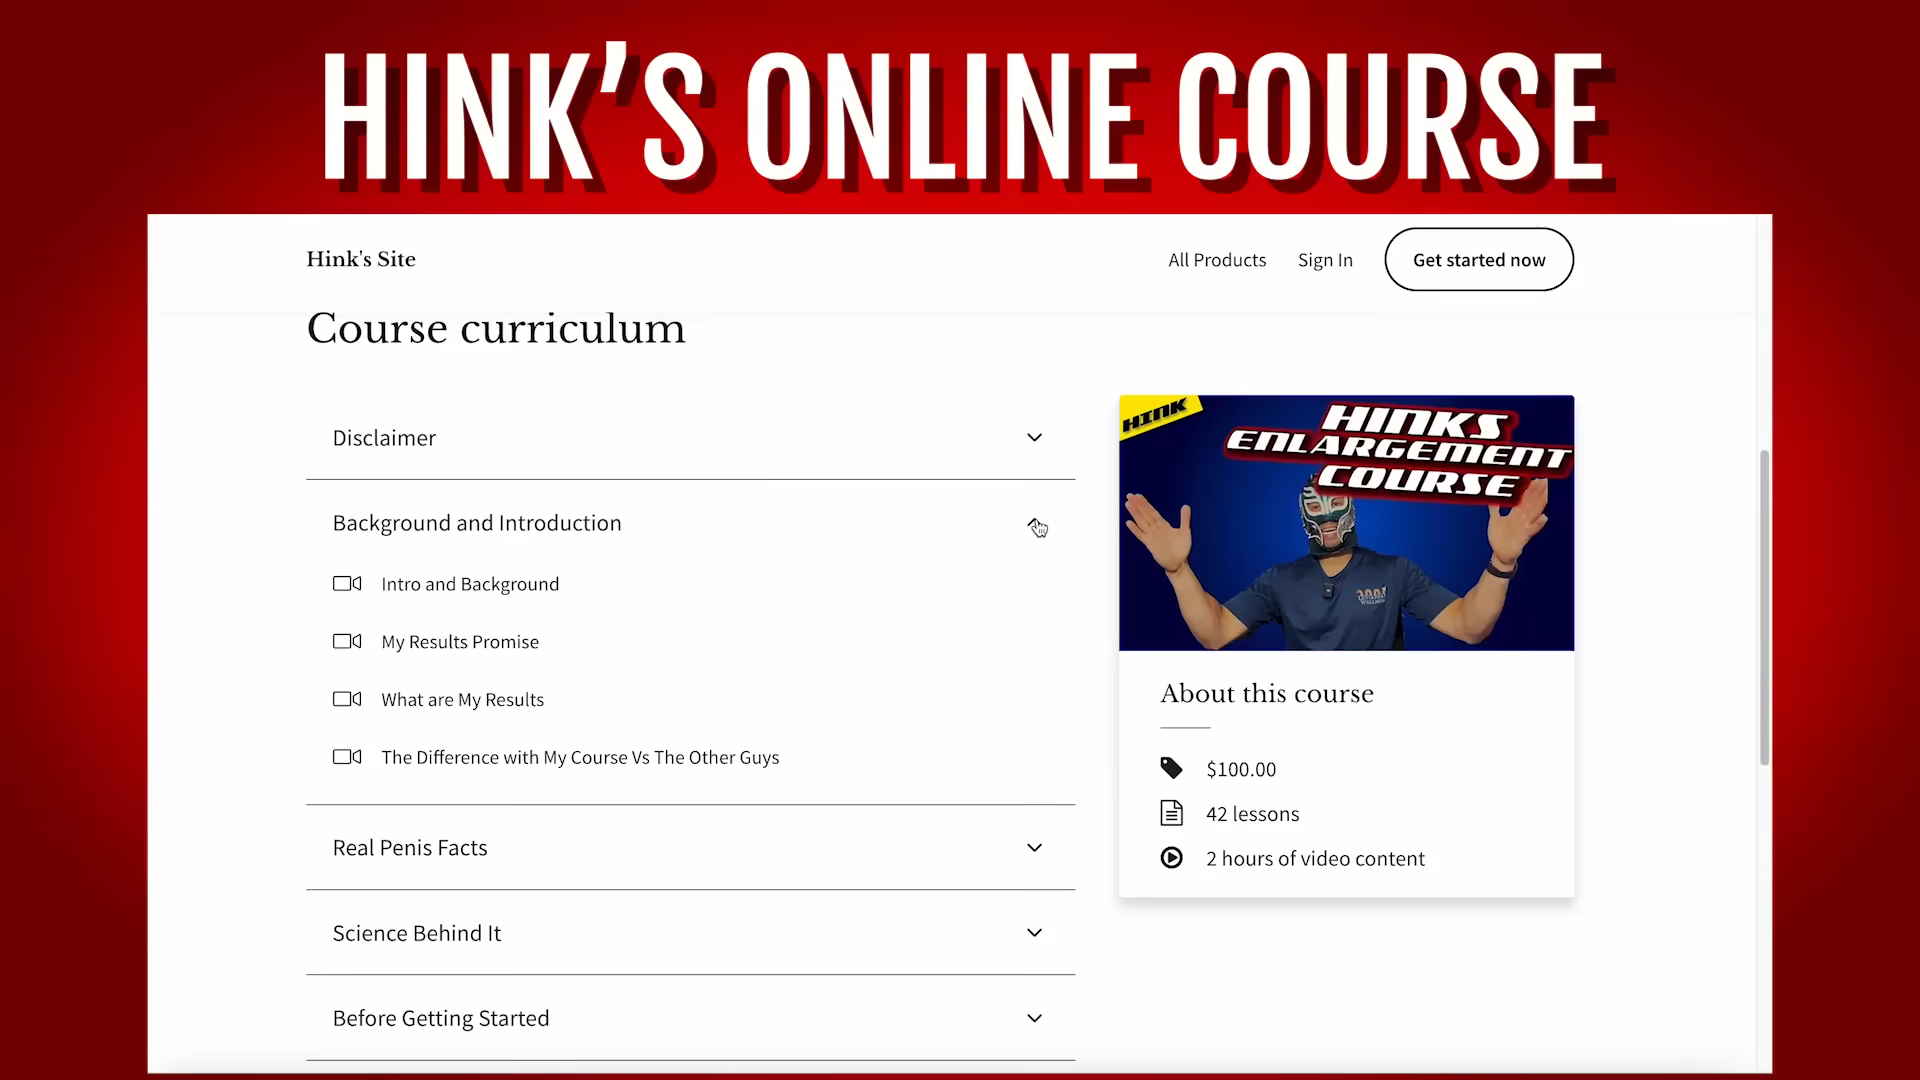 HINK'S ONLINE COURSE
Hink's Site
All Products
Sign In
Get started now
Course curriculum
Disclaimer
Background and Introduction
Intro and Background
My Results Promise
What are My Results
The Difference with My Course Vs The Other Guys
Real Penis Facts
Science Behind It
Before Getting Started
HINK
HINKS
ENLARGEMENT
COURSE
About this course
$100.00
42 lessons
2 hours of video content